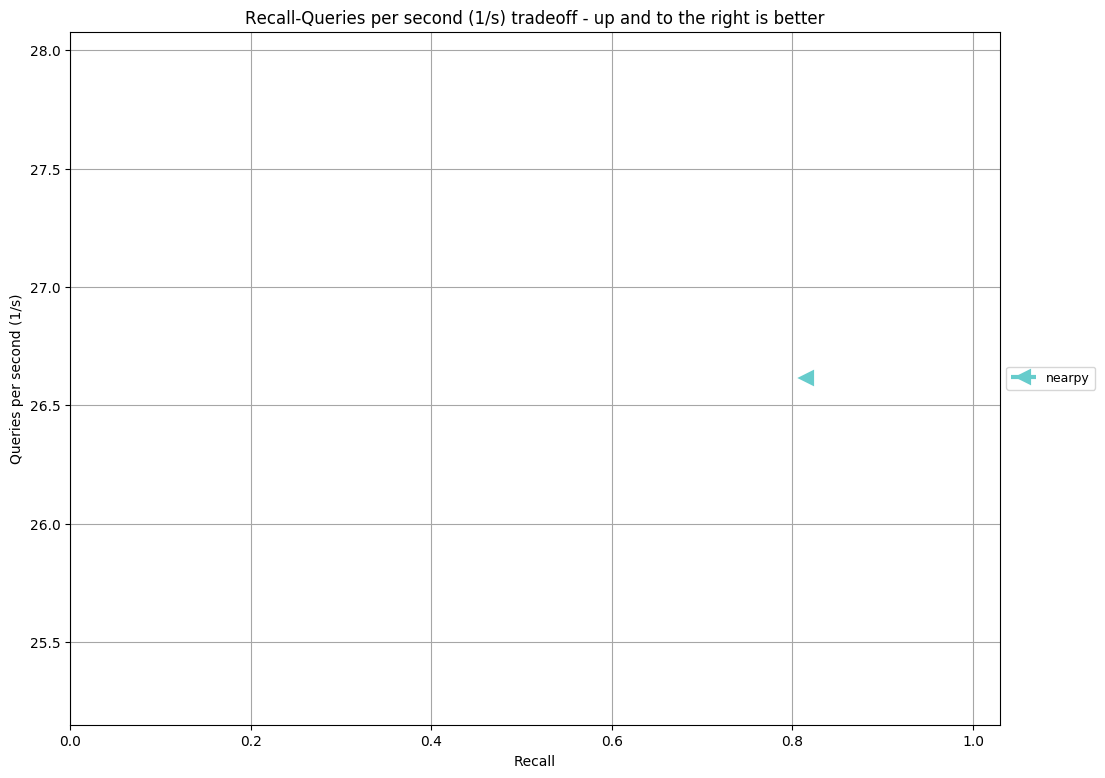 Recall-Queries per second (1/s) tradeoff - up and to the right is better
28.0
27.5
27.0
26.5
26.0
25.5
Queries per second (1/s)
0.0 0.2 0.4 0.6 0.8 1.0
Recall
nearpy